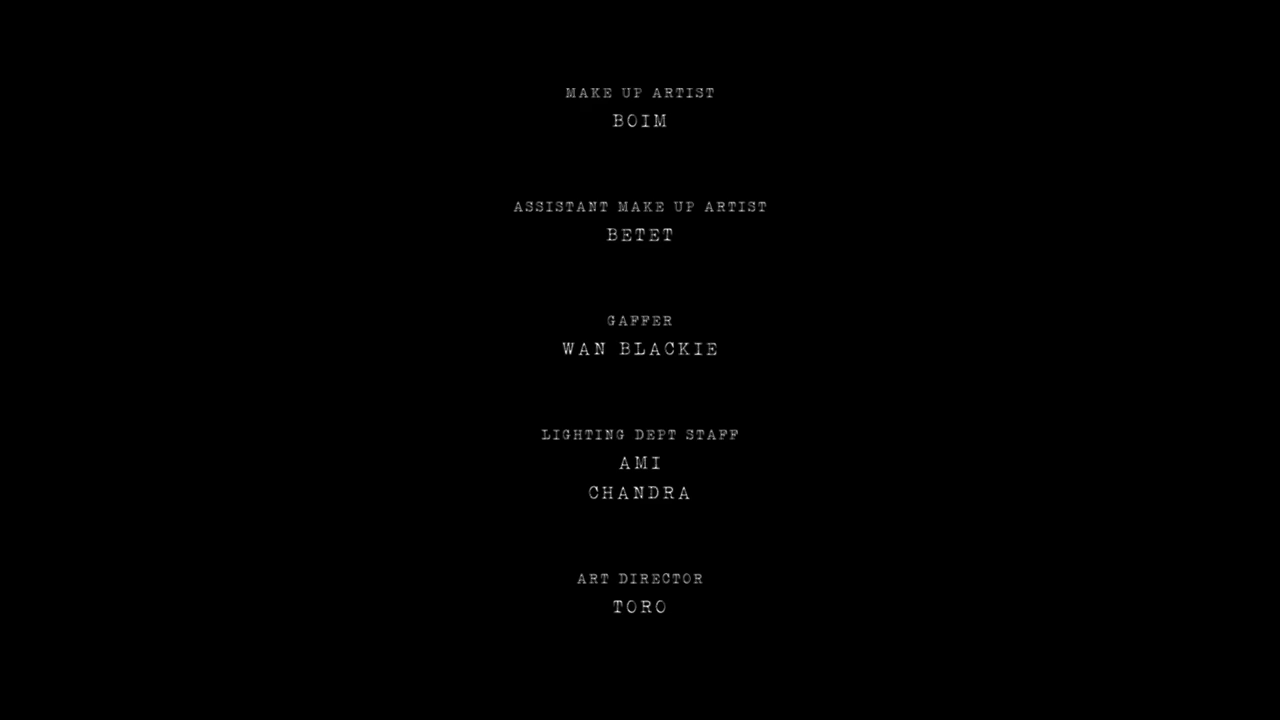 MAKE UP ARTIST
BOIM
ASSISTANT MAKE UP ARTIST
BETET
GAFFER
WAN BLACKIE
LIGHTING DEPT STAFF
AMI
CHANDRA
ART DIRECTOR
TORO